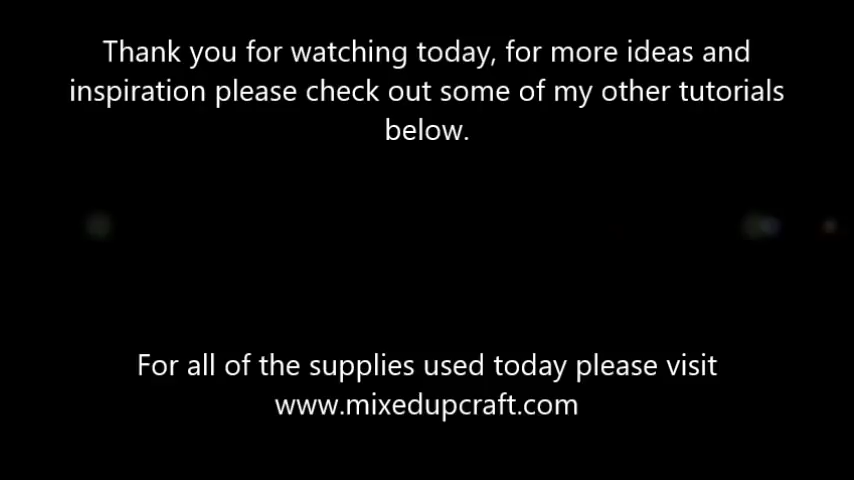 Thank you for watching today, for more ideas and
inspiration please check out some of my other tutorials
below.
For all of the supplies used today please visit
www.mixedupcraft.com